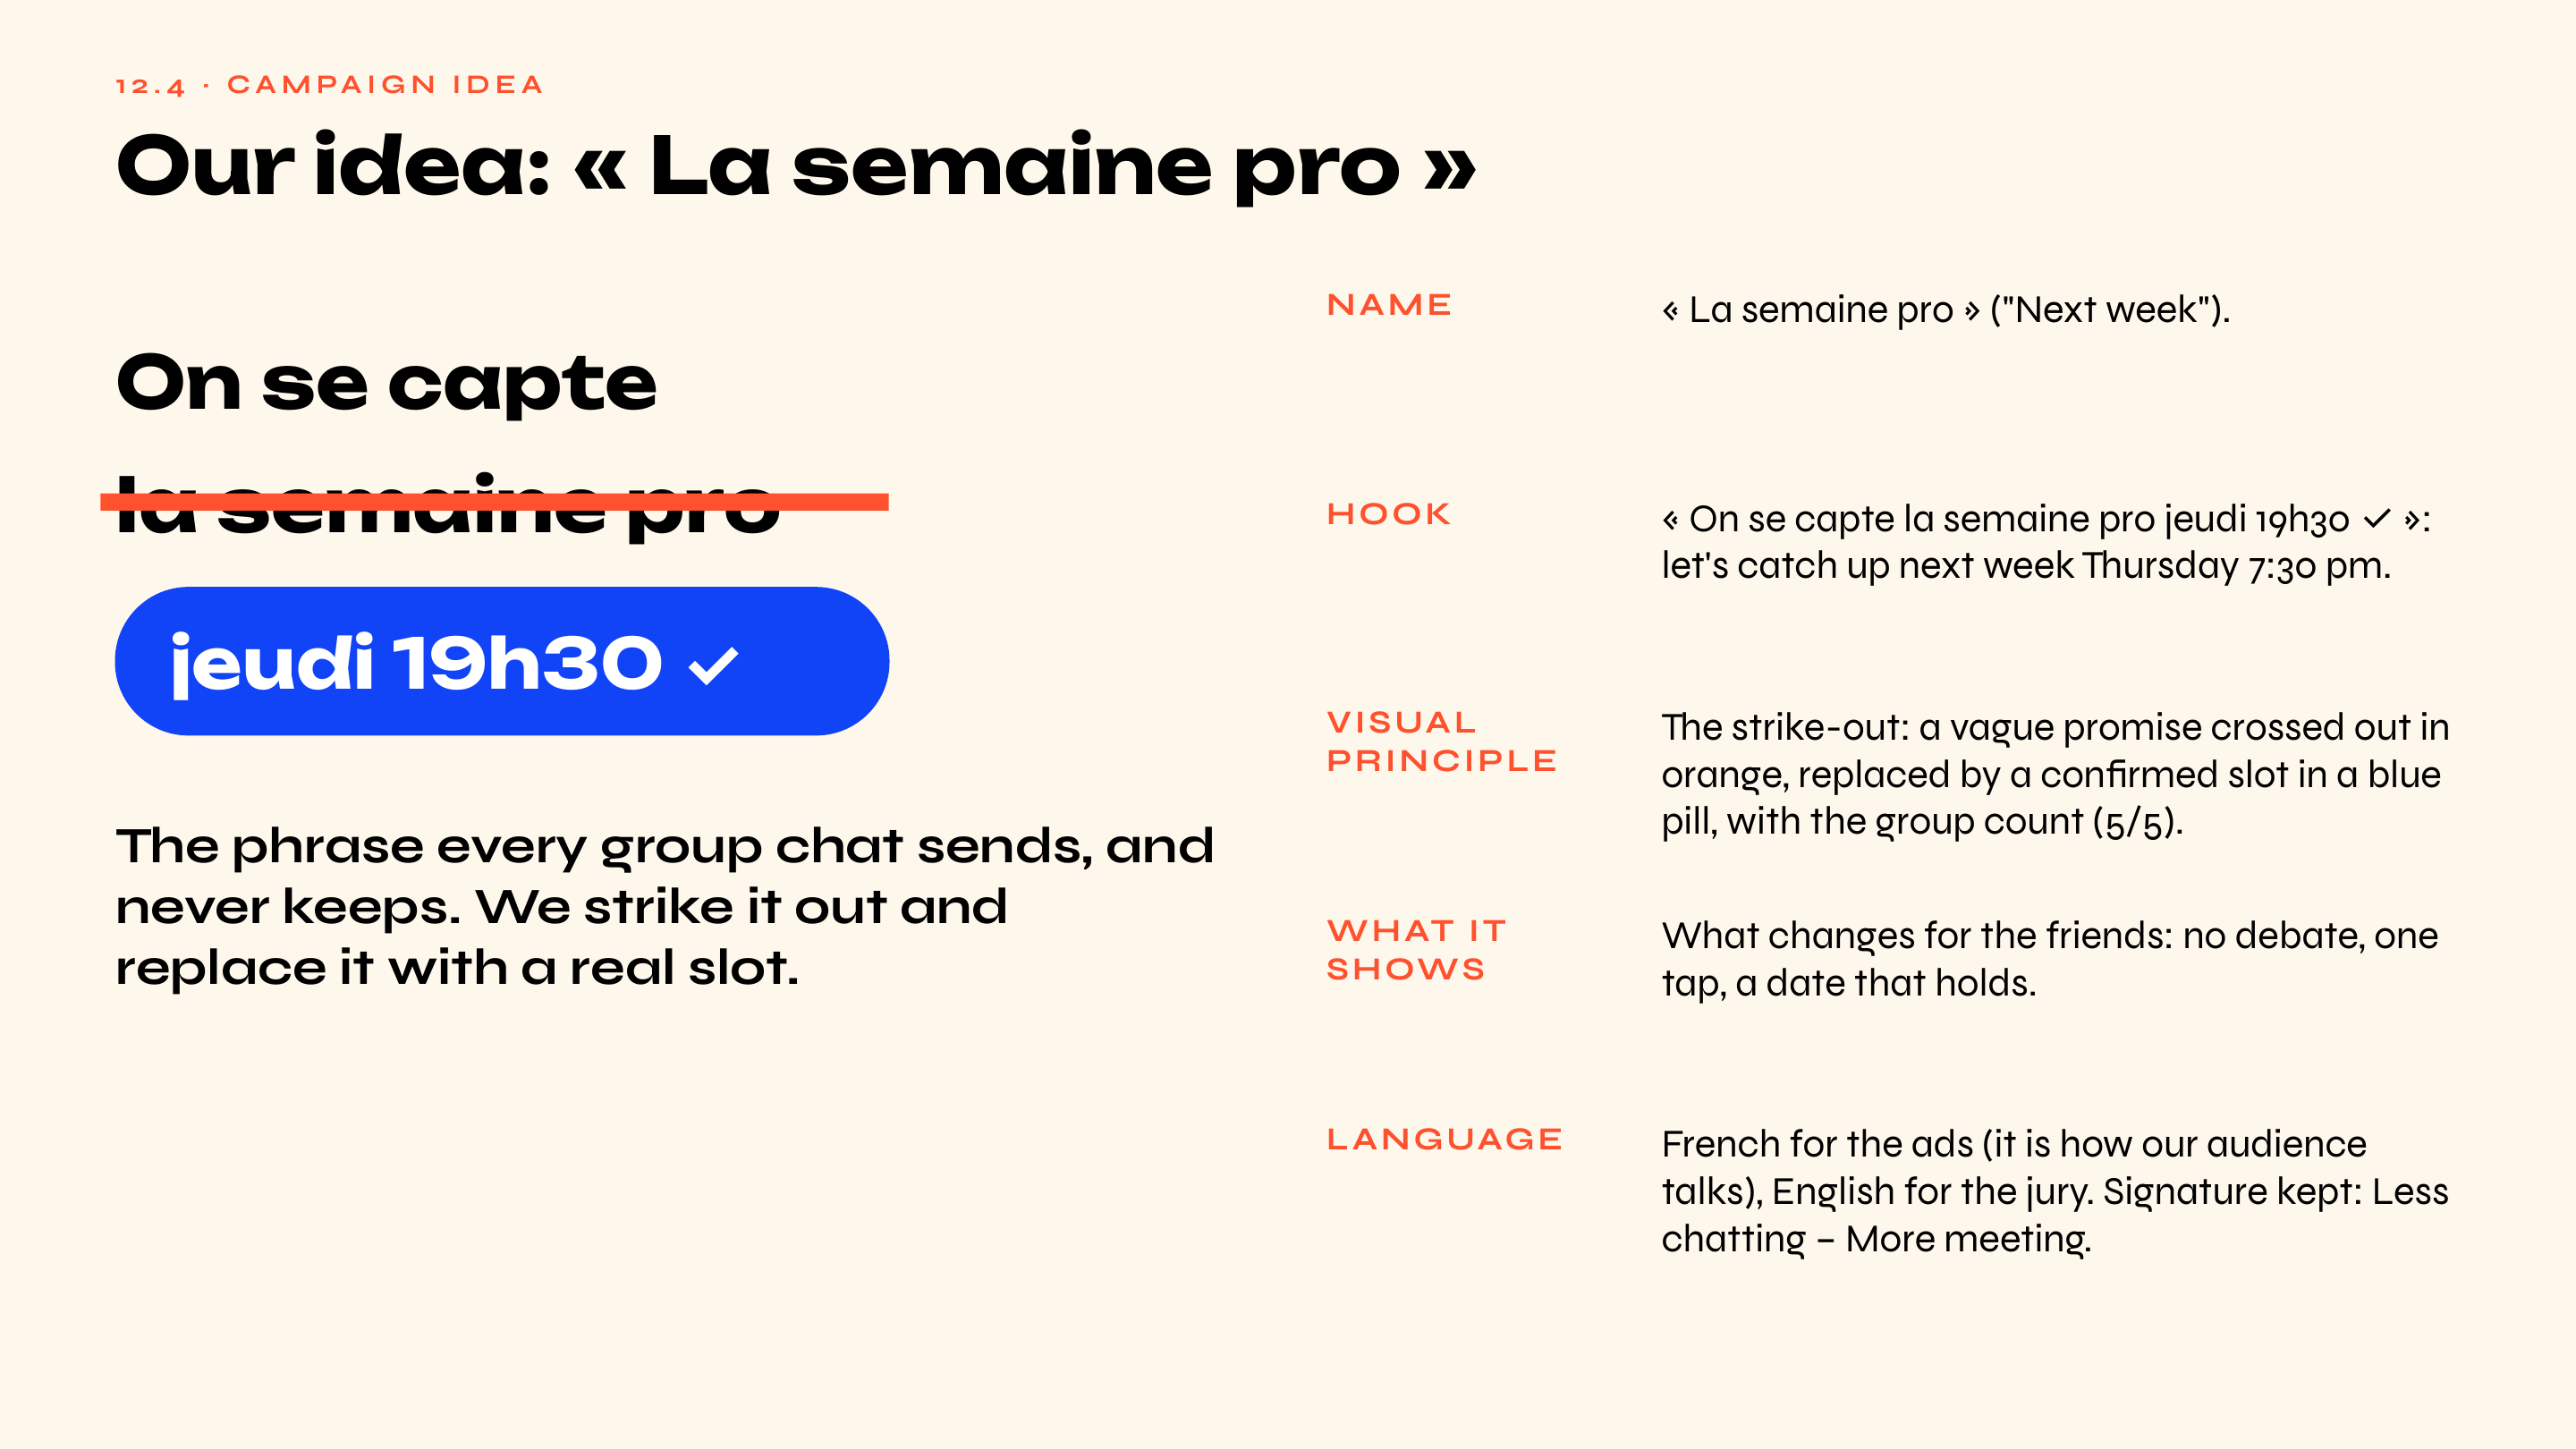 12.4 · CAMPAIGN IDEA
Our idea: « La semaine pro »
On se capte
la semaine pro
jeudi 19h30 ✓
The phrase every group chat sends, and
never keeps. We strike it out and
replace it with a real slot.
NAME
« La semaine pro » ("Next week").
HOOK
« On se capte la semaine pro jeudi 19h30 ✓ »:
let's catch up next week Thursday 7:30 pm.
VISUAL
PRINCIPLE
The strike-out: a vague promise crossed out in
orange, replaced by a confirmed slot in a blue
pill, with the group count (5/5).
WHAT IT
SHOWS
What changes for the friends: no debate, one
tap, a date that holds.
LANGUAGE
French for the ads (it is how our audience
talks), English for the jury. Signature kept: Less
chatting – More meeting.